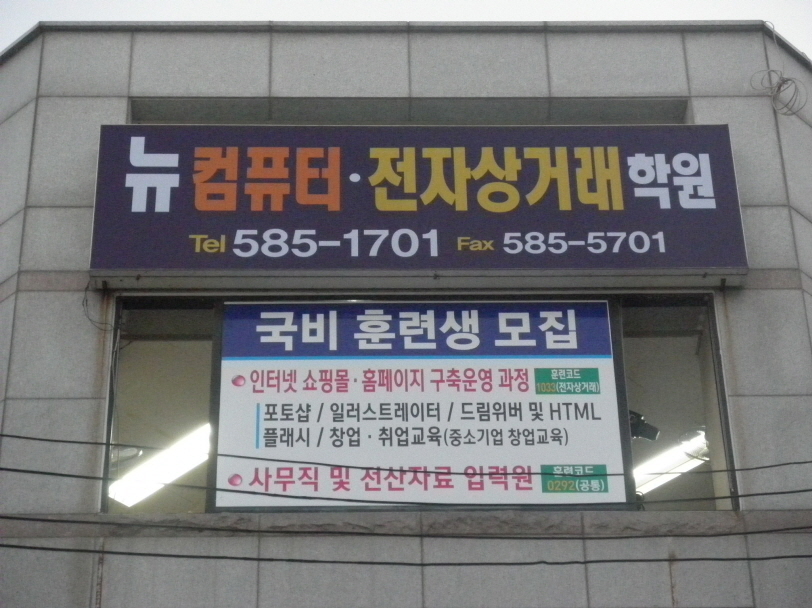 뉴 컴퓨터·전자상거래학원
Tel 585-1701 Fax 585-5701
국비 훈련생 모집
인터넷 쇼핑몰·홈페이지 구축운영 과정 훈련코드 1033(전자상거래)
포토샵 / 일러스트레이터 / 드림위버 및 HTML
플래시 / 창업·취업교육(중소기업 창업교육)
사무직 및 전산자료 입력원 훈련코드 0292(공통)